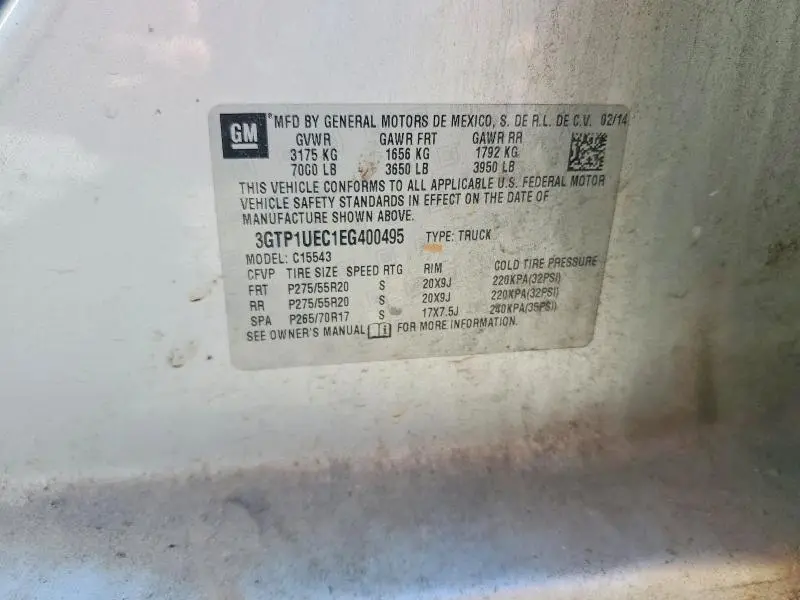 GM
*MFD BY GENERAL MOTORS DE MEXICO, S. DE R.L. DE C.V. 02/14
GVWR GAWR FRT GAWR RR
3175 KG 1656 KG 1792 KG
7000 LB 3650 LB 3950 LB
THIS VEHICLE CONFORMS TO ALL APPLICABLE U.S. FEDERAL MOTOR
VEHICLE SAFETY STANDARDS IN EFFECT ON THE DATE OF
MANUFACTURE SHOWN ABOVE.
3GTP1UEC1EG400495 TYPE: TRUCK
MODEL: C15543
CFVP TIRE SIZE SPEED RTG RIM COLD TIRE PRESSURE
FRT P275/55R20 S 20X9J 220KPA(32PSI)
RR P275/55R20 S 20X9J 220KPA(32PSI)
SPA P265/70R17 S 17X7.5J 240KPA(35PSI)
SEE OWNER'S MANUAL FOR MORE INFORMATION.